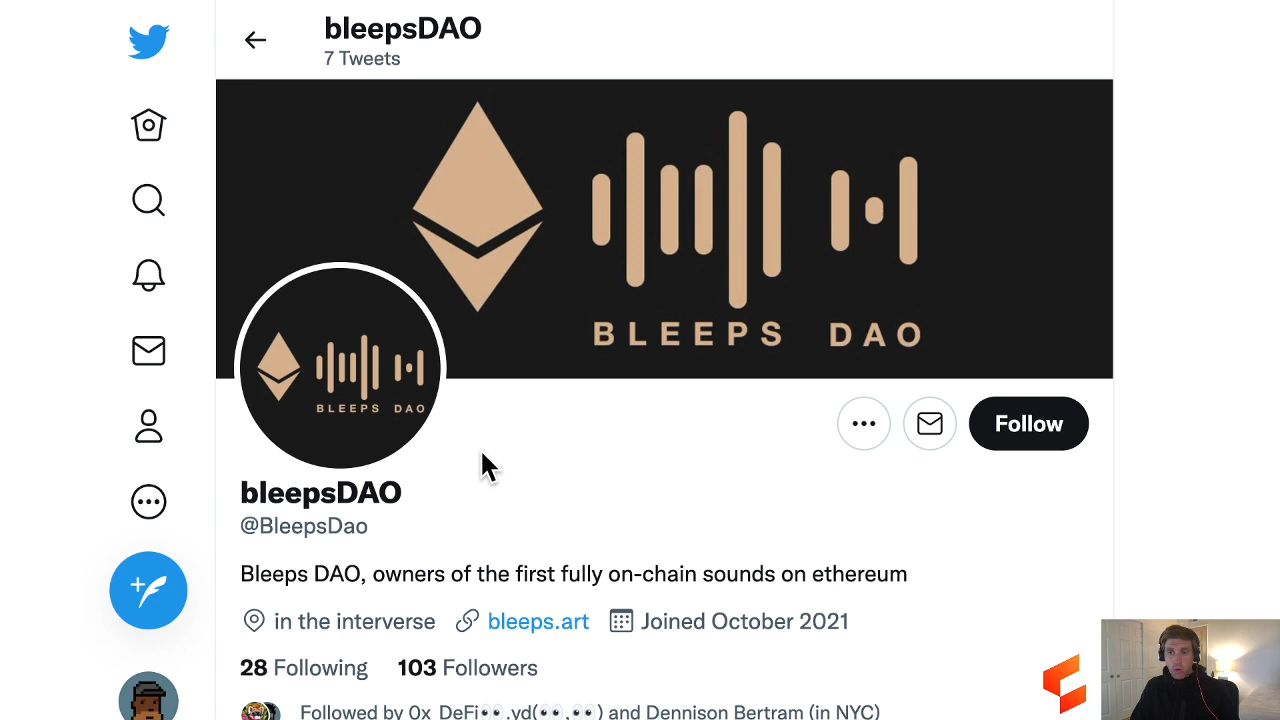 bleepsDAO
7 Tweets
BLEEPS DAO
BLEEPS DAO
Follow
bleepsDAO
@BleepsDao
Bleeps DAO, owners of the first fully on-chain sounds on ethereum
in the interverse bleeps.art Joined October 2021
28 Following 103 Followers
Followed by 0x_DeFi👀.yd(👀,👀) and Dennison Bertram (in NYC)